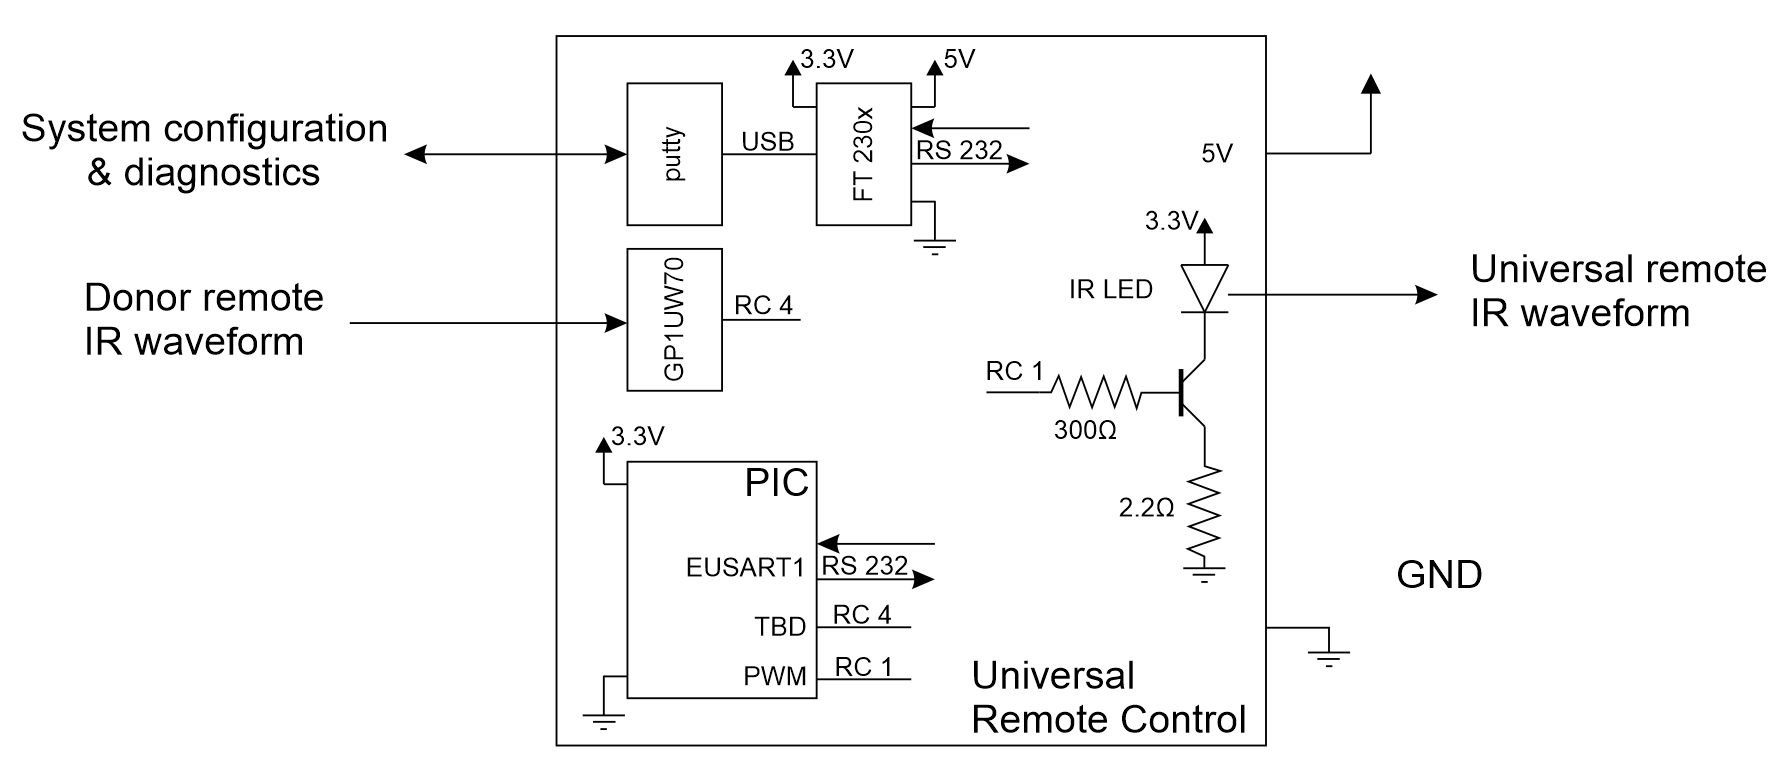 System configuration
& diagnostics
putty
USB
3.3V
5V
FT 230x
RS 232
5V
Donor remote
IR waveform
GP1UW70
RC 4
3.3V
IR LED
Universal remote
IR waveform
RC 1
300Ω
2.2Ω
3.3V
PIC
EUSART1
RS 232
TBD
RC 4
PWM
RC 1
GND
Universal
Remote Control